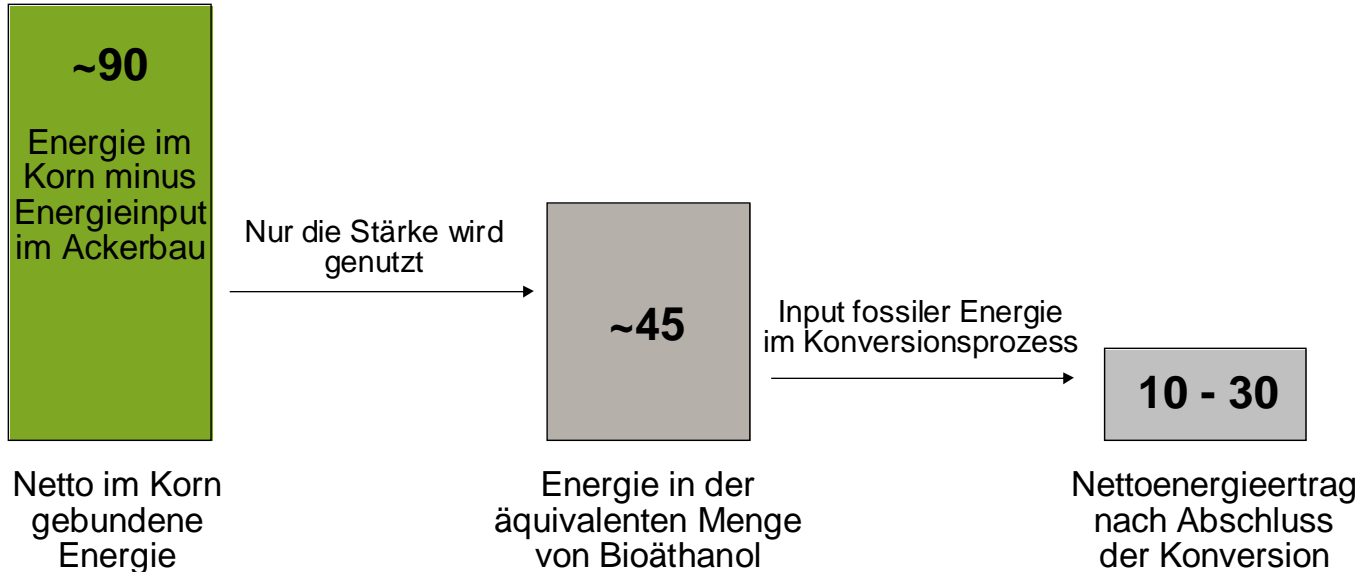 ~90
Energie im
Korn minus
Energieinput
im Ackerbau
Nur die Stärke wird
genutzt
~45
Input fossiler Energie
im Konversionsprozess
10 - 30
Netto im Korn
gebundene
Energie
Energie in der
äquivalenten Menge
von Bioäthanol
Nettoenergieertrag
nach Abschluss
der Konversion